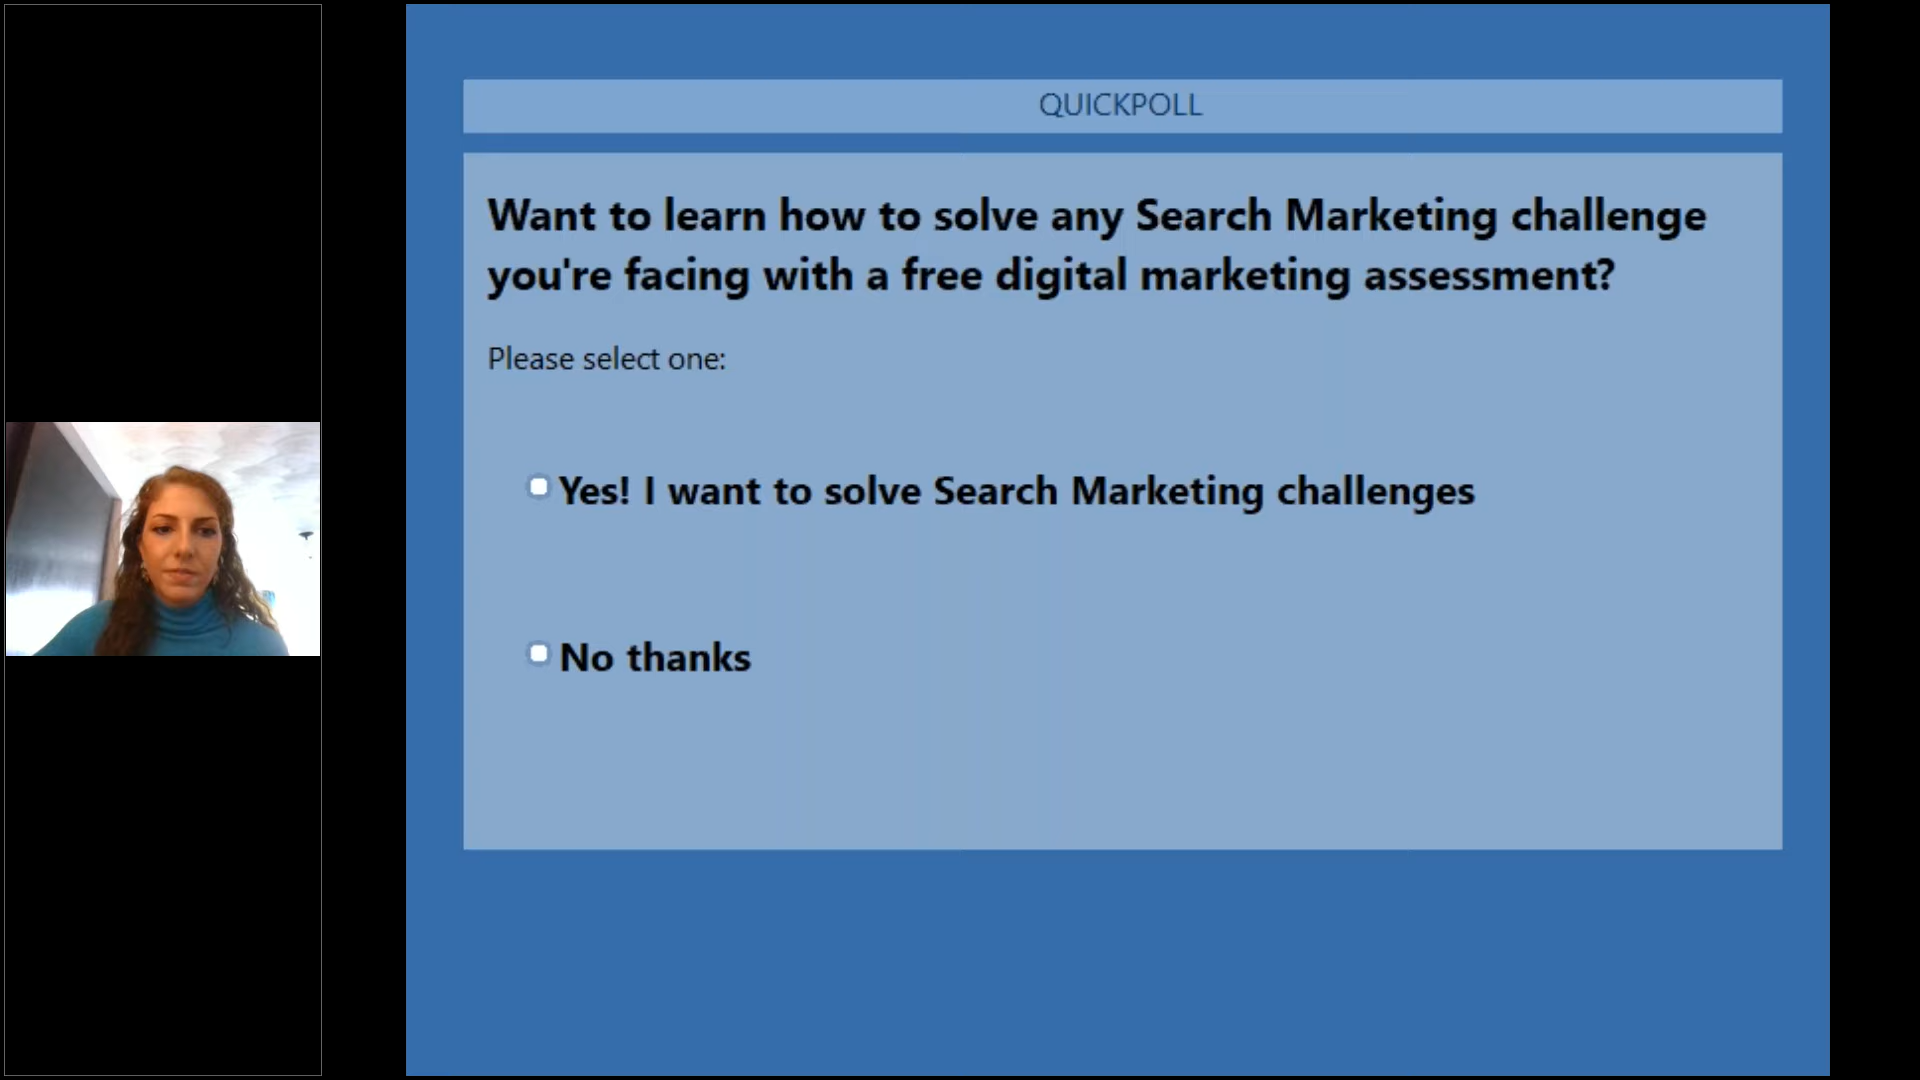 QUICKPOLL
Want to learn how to solve any Search Marketing challenge
you're facing with a free digital marketing assessment?
Please select one:
Yes! I want to solve Search Marketing challenges
No thanks